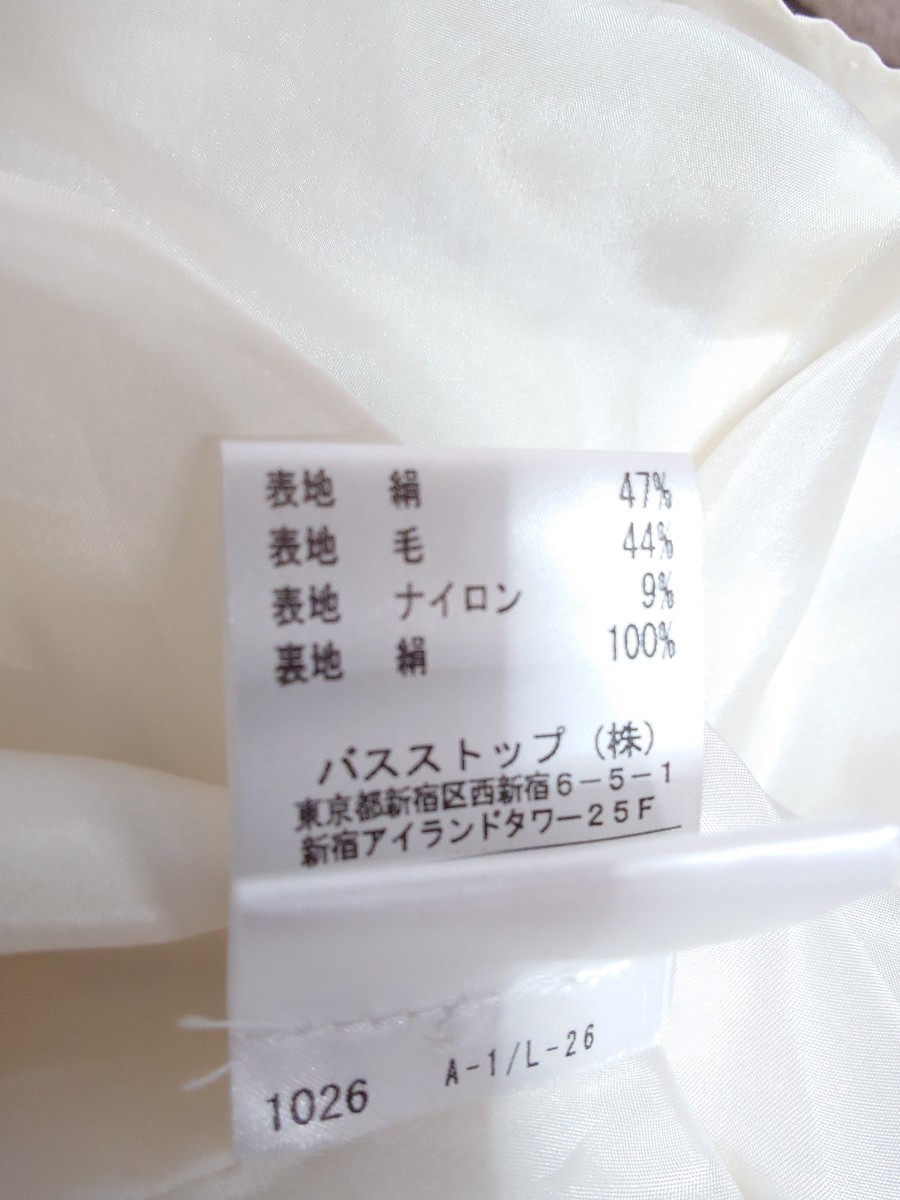 表地 絹 47%
表地 毛 44%
表地 ナイロン 9%
裏地 絹 100%
バスストップ(株)
東京都新宿区西新宿6−5−1
新宿アイランドタワー25F
1026 A-1/L-26